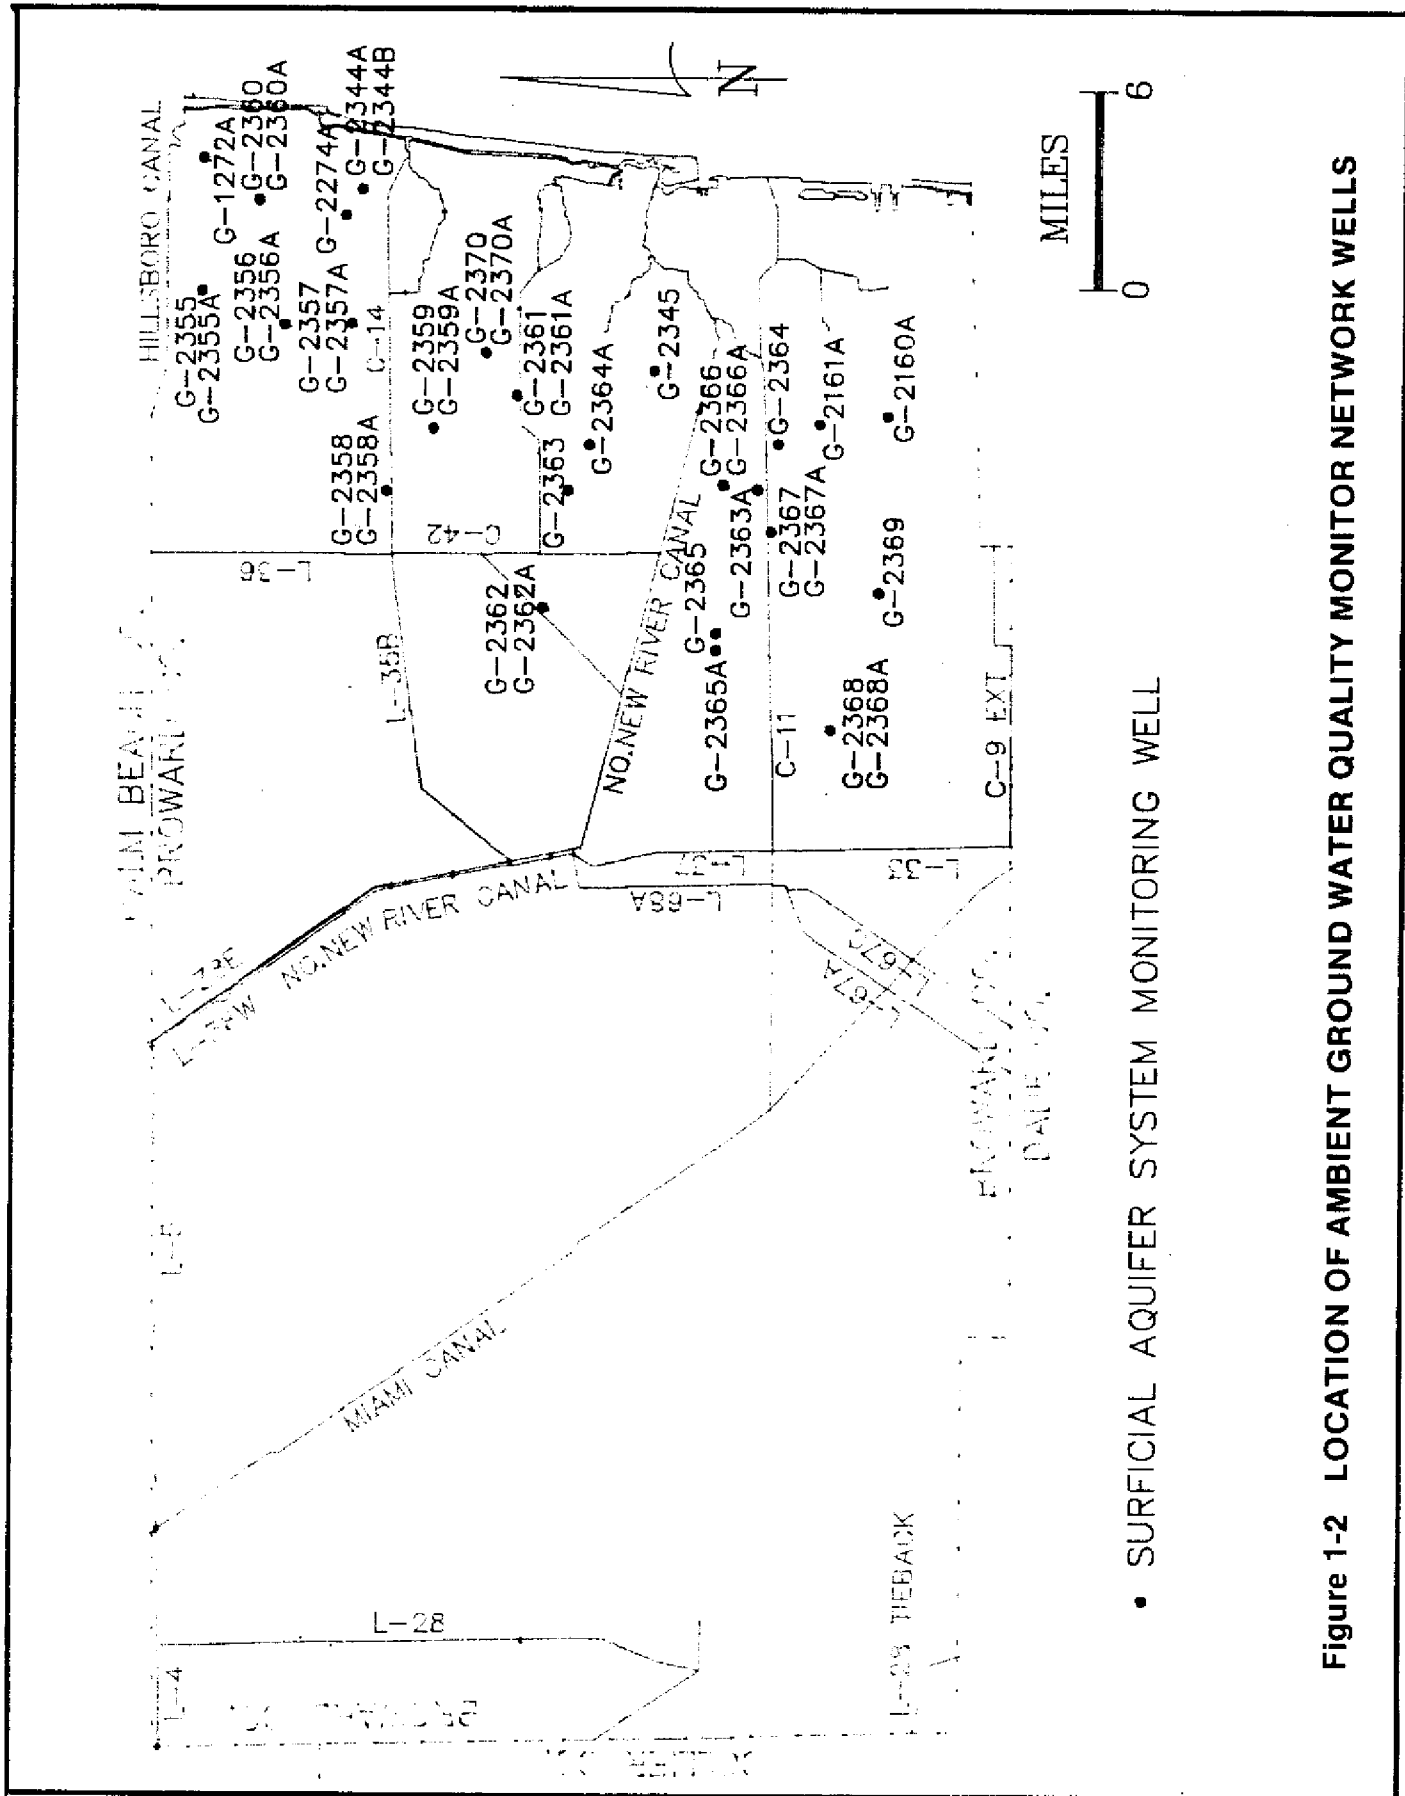 HILLSBORO CANAL
PALM BEACH
L-36
G-2355
G-2355A
G-1272A
G-2356
G-2356A
G-2360
G-2360A
G-2357
G-2357A
G-2274A
G-2344A
G-2344B
C-14
G-2358
G-2358A
L-35B
C-42
G-2359
G-2359A
G-2370
G-2370A
G-2361
G-2361A
G-2362
G-2362A
G-2363
G-2364A
G-2345
NO.NEW RIVER CANAL
G-2365
G-2365A
G-2366
G-2366A
G-2363A
G-2364
G-2367
G-2367A
C-11
G-2161A
G-2160A
G-2368
G-2368A
G-2369
C-9 EXT
L-37
L-33
L-68A
L-67A
L-67C
NO.NEW RIVER CANAL
L-5
MIAMI CANAL
L-4
L-28
L-28 TIEBACK
N
MILES
0 6
• SURFICIAL AQUIFER SYSTEM MONITORING WELL
Figure 1-2 LOCATION OF AMBIENT GROUND WATER QUALITY MONITOR NETWORK WELLS